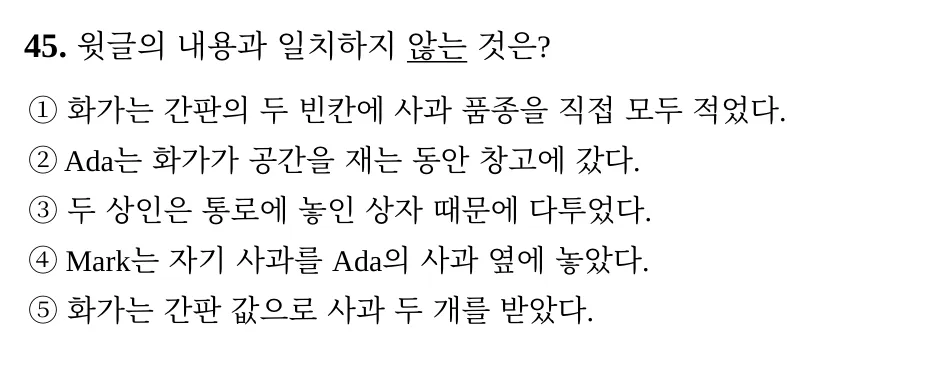 45. 윗글의 내용과 일치하지 않는 것은?
① 화가는 간판의 두 빈칸에 사과 품종을 직접 모두 적었다.
② Ada는 화가가 공간을 재는 동안 창고에 갔다.
③ 두 상인은 통로에 놓인 상자 때문에 다투었다.
④ Mark는 자기 사과를 Ada의 사과 옆에 놓았다.
⑤ 화가는 간판 값으로 사과 두 개를 받았다.